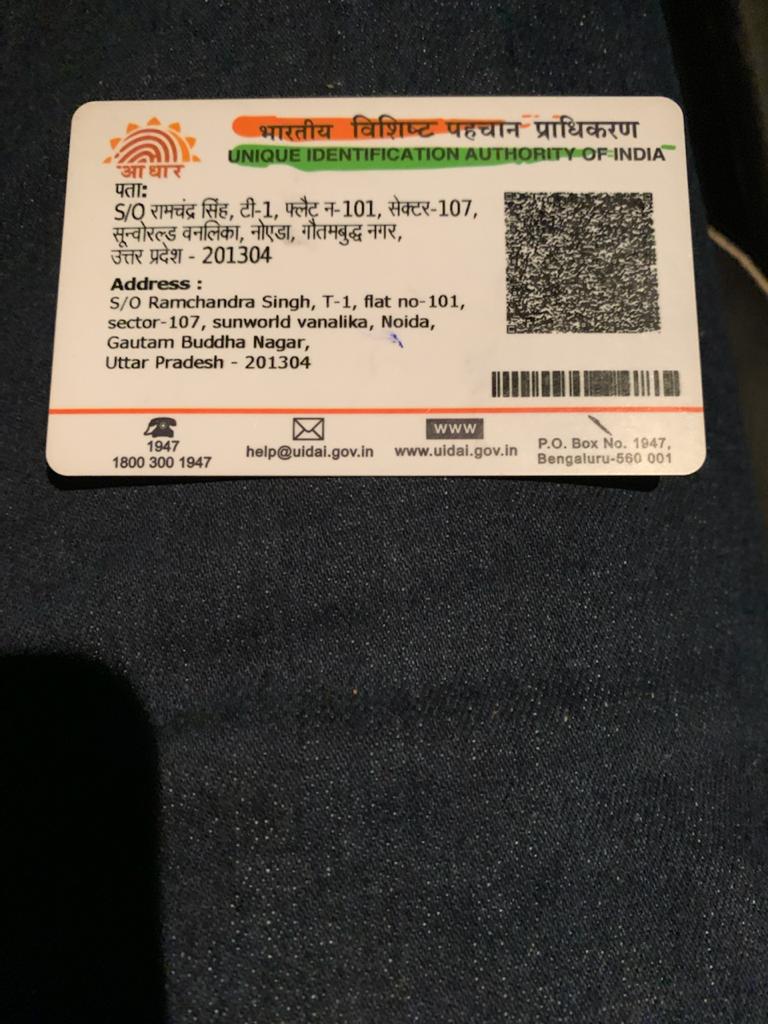 भारतीय विशिष्ट पहचान प्राधिकरण
UNIQUE IDENTIFICATION AUTHORITY OF INDIA
आधार
पता:
S/O रामचंद्र सिंह, टी-1, फ्लैट न-101, सेक्टर-107,
सून्वोरल्ड वनलिका, नोएडा, गौतमबुद्ध नगर,
उत्तर प्रदेश - 201304
Address :
S/O Ramchandra Singh, T-1, flat no-101,
sector-107, sunworld vanalika, Noida,
Gautam Buddha Nagar,
Uttar Pradesh - 201304
1947
1800 300 1947
help@uidai.gov.in
www
www.uidai.gov.in
P.O. Box No. 1947,
Bengaluru-560 001